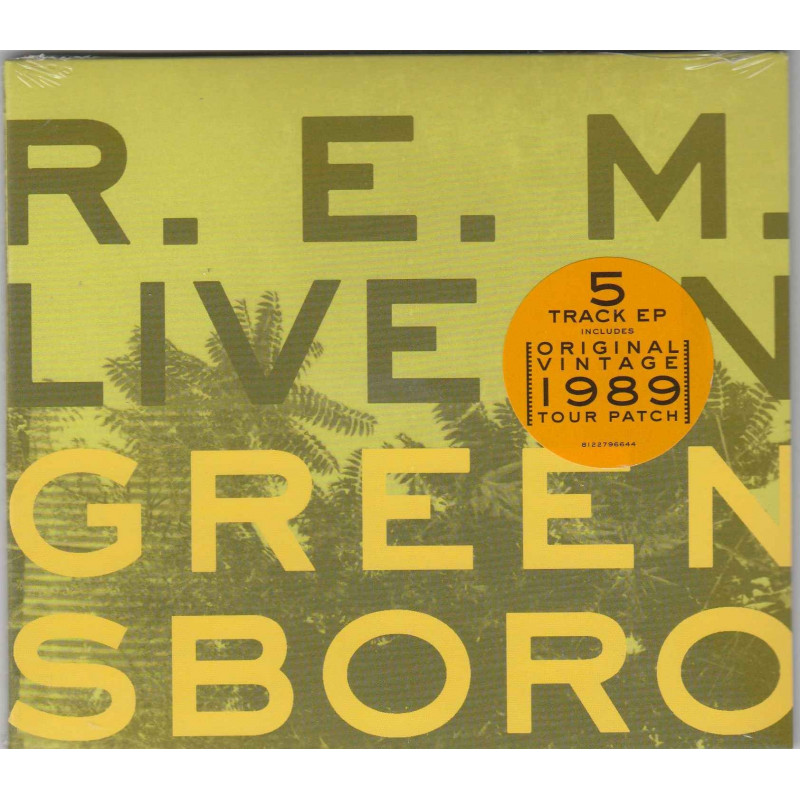 R. E. M.
LIVE N
GREEN
SBORO
5
TRACK EP
INCLUDES
ORIGINAL
VINTAGE
1989
TOUR PATCH
8122796644